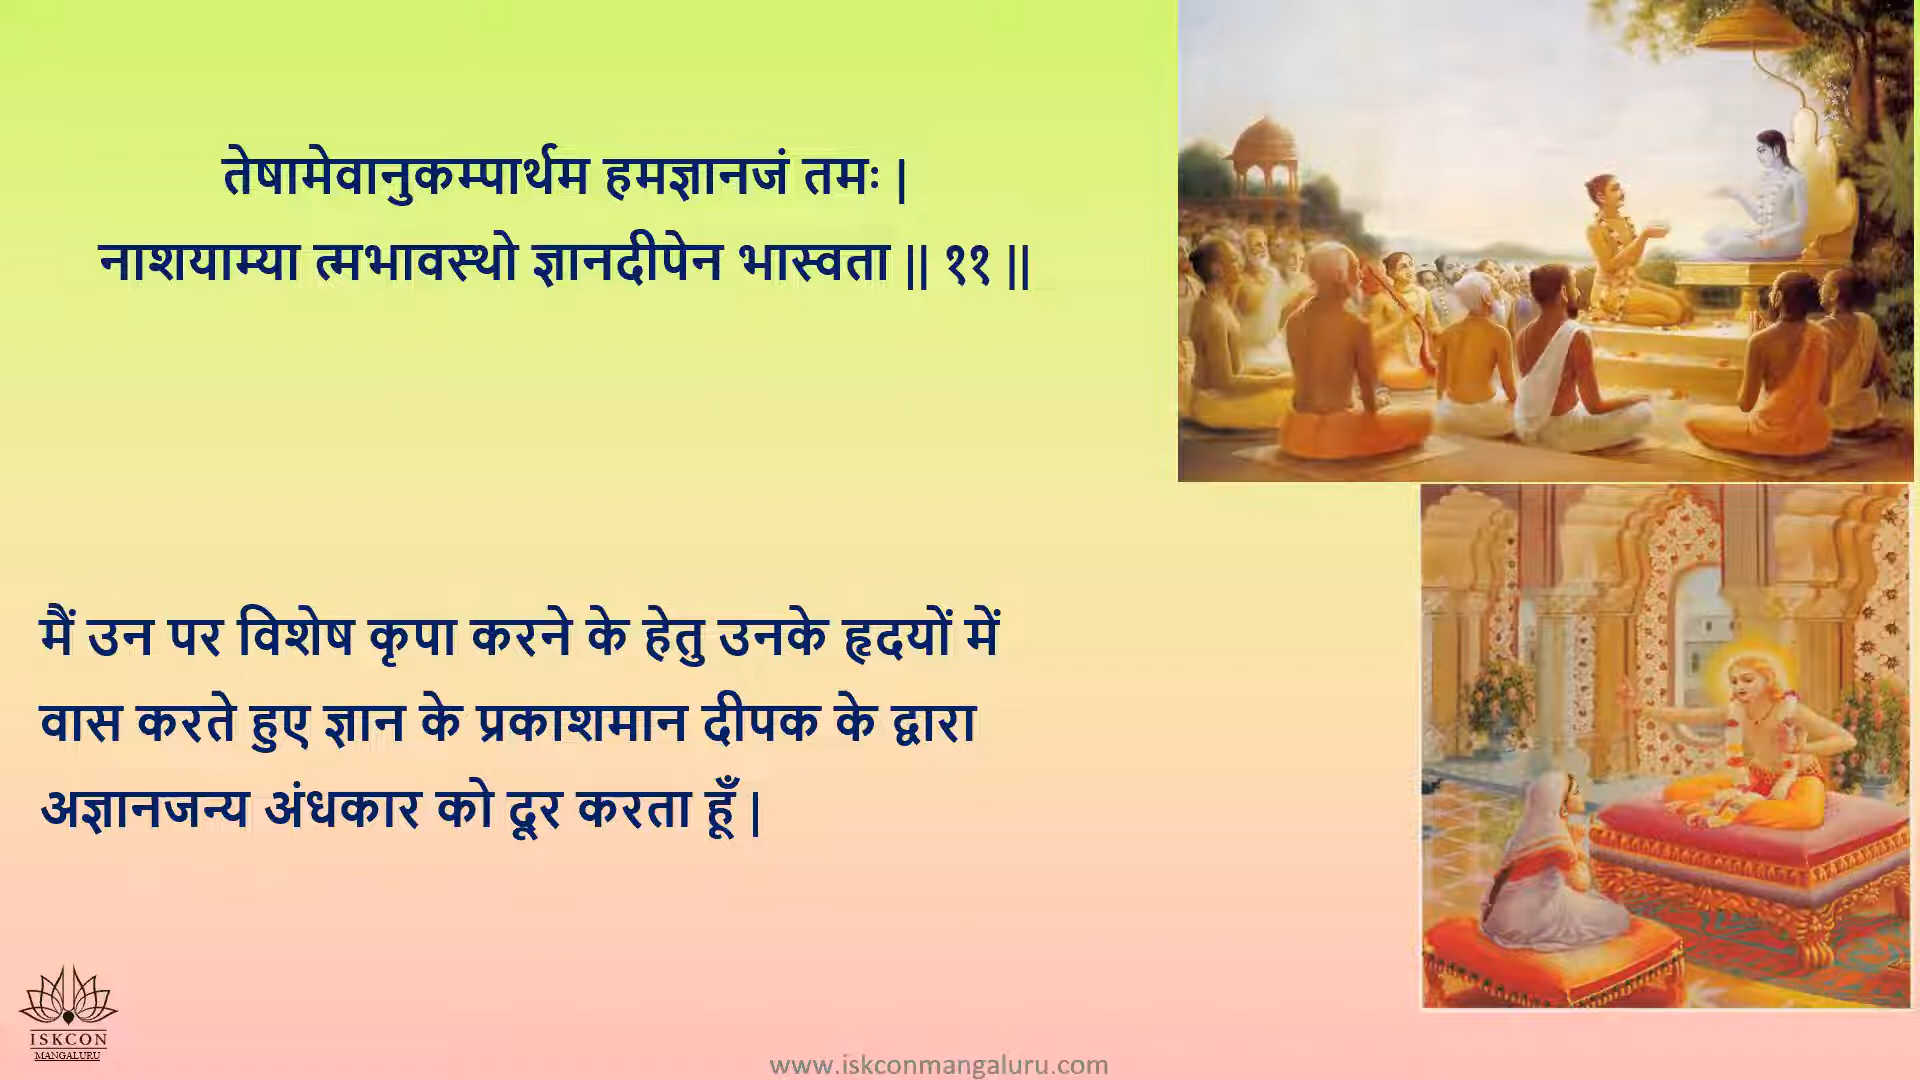 तेषामेवानुकम्पार्थम हमज्ञानजं तमः |
नाशयाम्या त्मभावस्थो ज्ञानदीपेन भास्वता || ११ ||
मैं उन पर विशेष कृपा करने के हेतु उनके हृदयों में
वास करते हुए ज्ञान के प्रकाशमान दीपक के द्वारा
अज्ञानजन्य अंधकार को दूर करता हूँ |
ISKCON
MANGALURU
www.iskconmangaluru.com